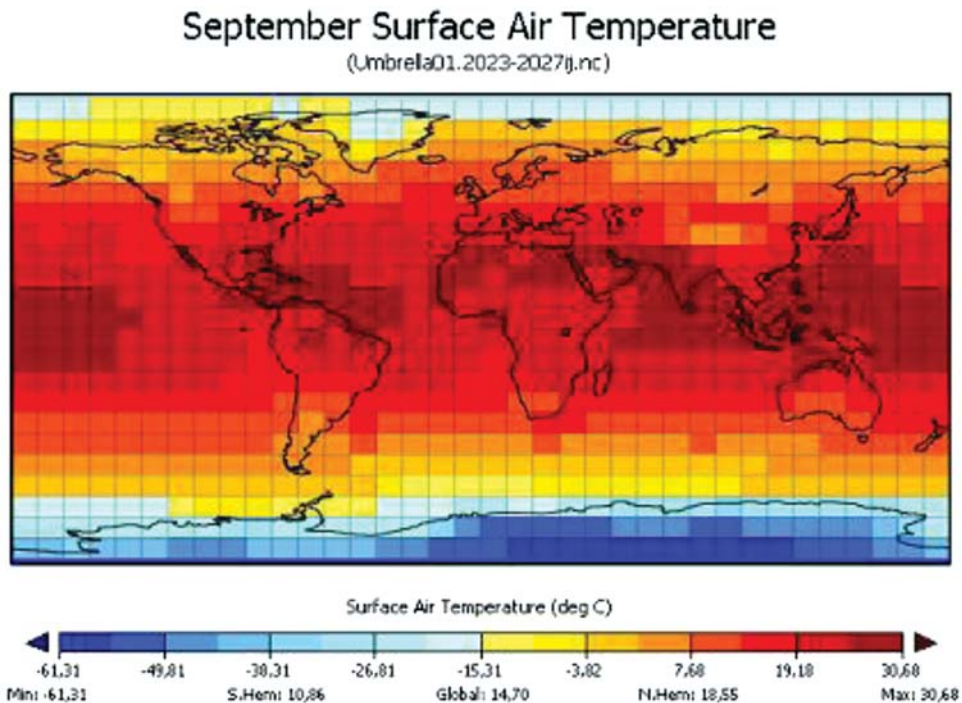 September Surface Air Temperature
(Umbrella01.2023-2027ij.nc)
Surface Air Temperature (deg C)
-61,31 -49,81 -38,31 -26,81 -15,31 -3,82 7,68 19,18 30,68
Min: -61,31 S.Hem: 10,86 Global: 14,70 N.Hem: 18,55 Max: 30,68